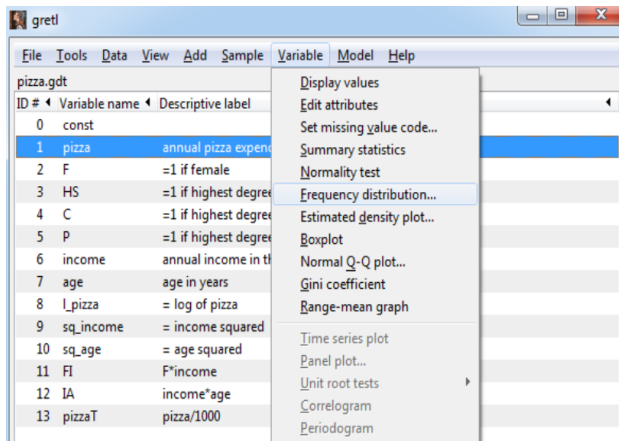 gretl
File Tools Data View Add Sample Variable Model Help
pizza.gdt
ID # Variable name Descriptive label
0 const
1 pizza annual pizza expend
2 F =1 if female
3 HS =1 if highest degree
4 C =1 if highest degree
5 P =1 if highest degree
6 income annual income in th
7 age age in years
8 l_pizza = log of pizza
9 sq_income = income squared
10 sq_age = age squared
11 FI F*income
12 IA income*age
13 pizzaT pizza/1000
Display values
Edit attributes
Set missing value code...
Summary statistics
Normality test
Frequency distribution...
Estimated density plot...
Boxplot
Normal Q-Q plot...
Gini coefficient
Range-mean graph
Time series plot
Panel plot...
Unit root tests
Correlogram
Periodogram